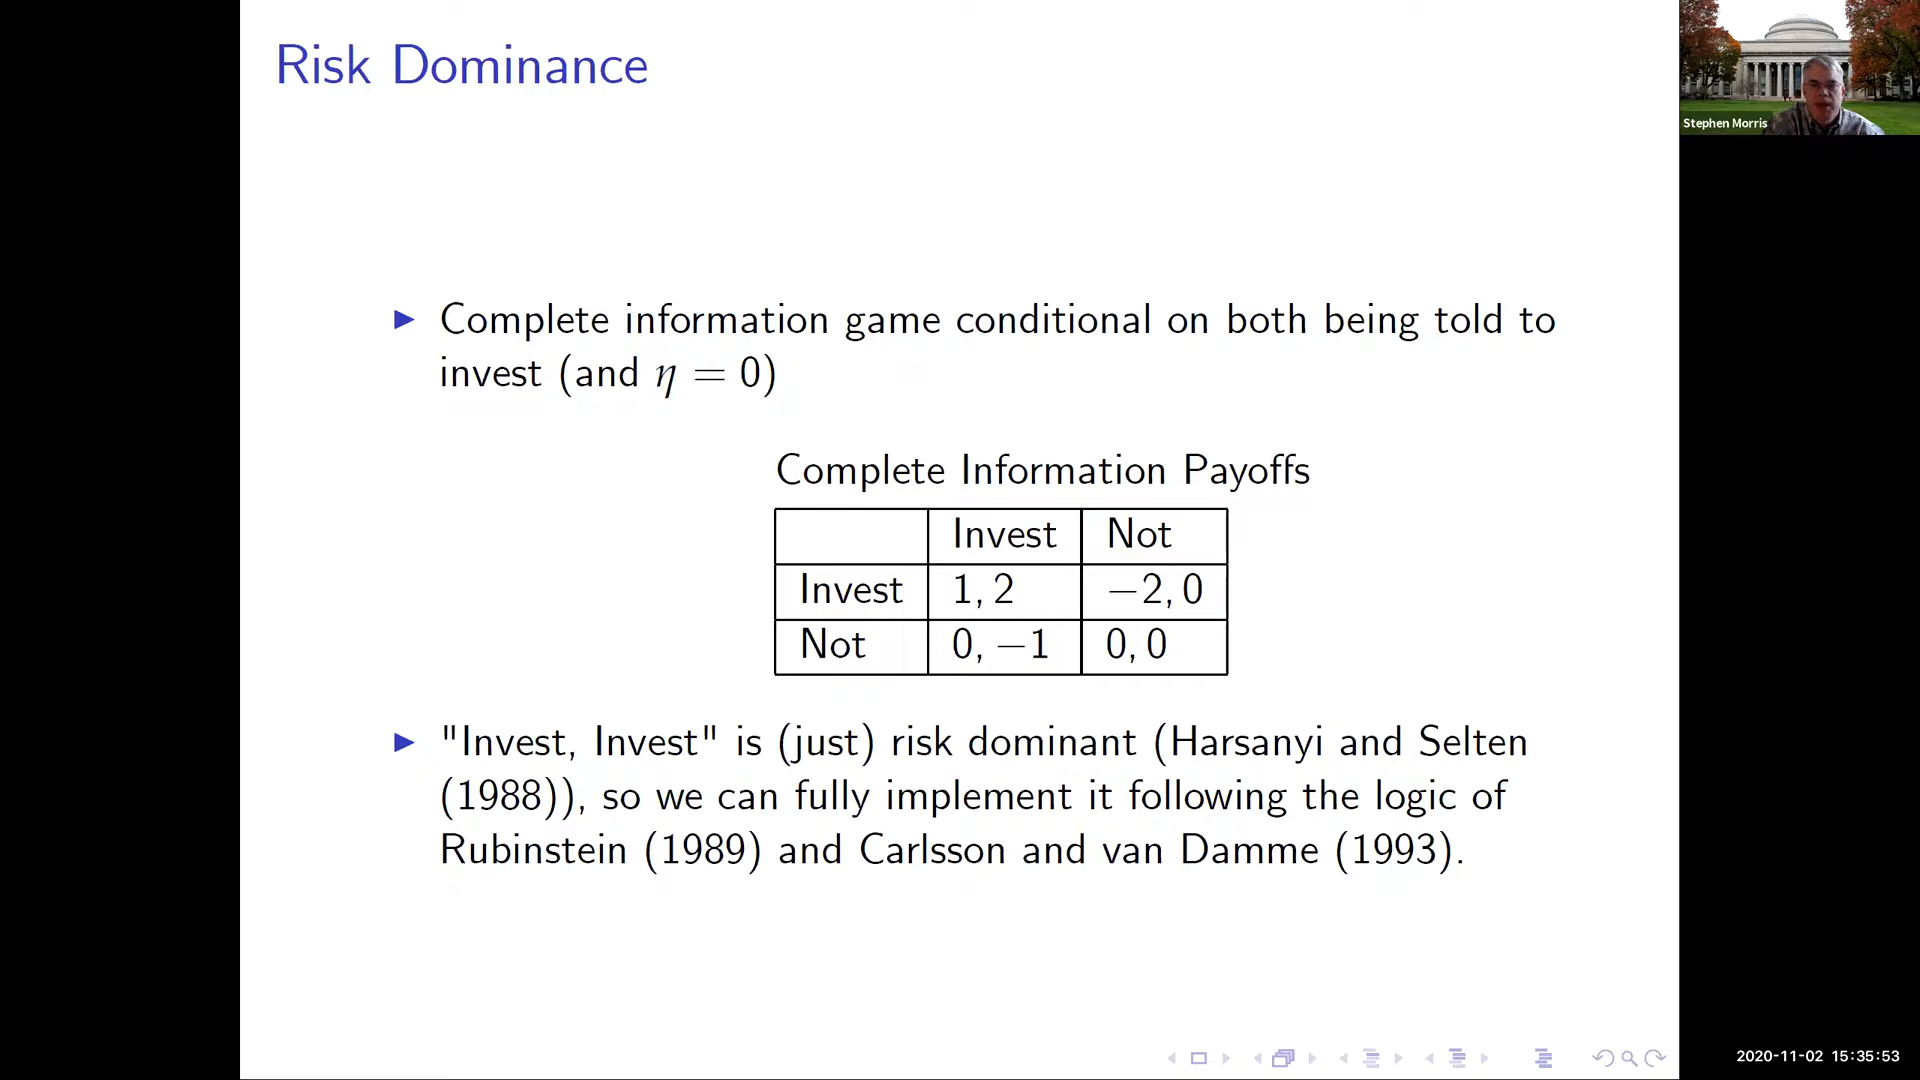 Risk Dominance
Stephen Morris
▶ Complete information game conditional on both being told to
invest (and η = 0)
Complete Information Payoffs
Invest Not
Invest 1, 2 −2, 0
Not 0, −1 0, 0
▶ "Invest, Invest" is (just) risk dominant (Harsanyi and Selten
(1988)), so we can fully implement it following the logic of
Rubinstein (1989) and Carlsson and van Damme (1993).
2020-11-02 15:35:53